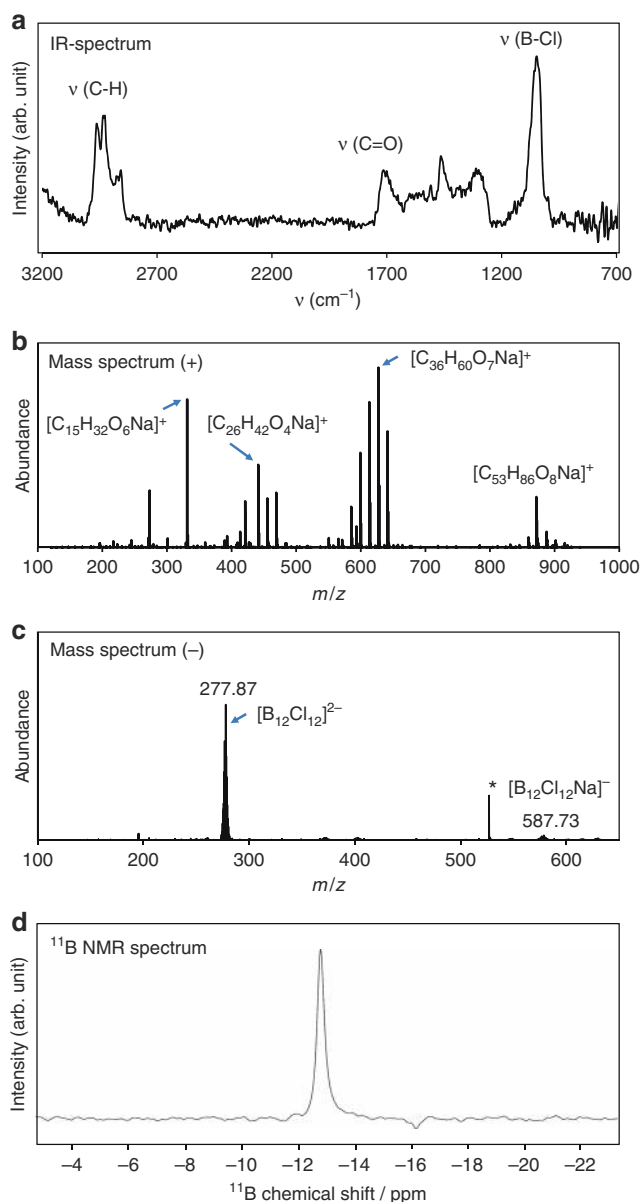 a
IR-spectrum
ν (C-H)
ν (C=O)
ν (B-Cl)
Intensity (arb. unit)
3200 2700 2200 1700 1200 700
ν (cm⁻¹)
b
Mass spectrum (+)
[C₃₆H₆₀O₇Na]⁺
[C₁₅H₃₂O₆Na]⁺
[C₂₆H₄₂O₄Na]⁺
[C₅₃H₈₆O₈Na]⁺
Abundance
100 200 300 400 500 600 700 800 900 1000
m/z
c
Mass spectrum (–)
277.87
[B₁₂Cl₁₂]²⁻
* [B₁₂Cl₁₂Na]⁻
587.73
Abundance
100 200 300 400 500 600
m/z
d
¹¹B NMR spectrum
Intensity (arb. unit)
–4 –6 –8 –10 –12 –14 –16 –18 –20 –22
¹¹B chemical shift / ppm